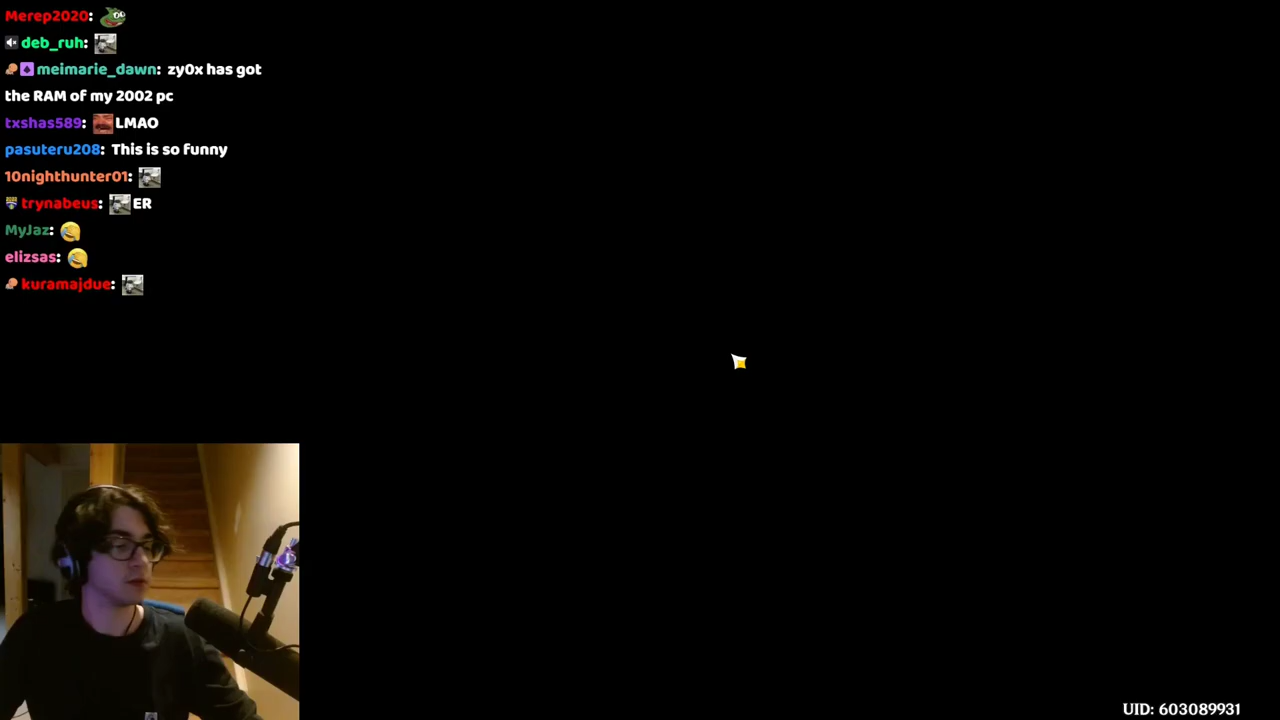 Merep2020:
deb_ruh:
meimarie_dawn: zy0x has got
the RAM of my 2002 pc
txshas589: LMAO
pasuteru208: This is so funny
10nighthunter01:
trynabeus: ER
MyJaz:
elizsas:
kuramajdue:
UID: 603089931